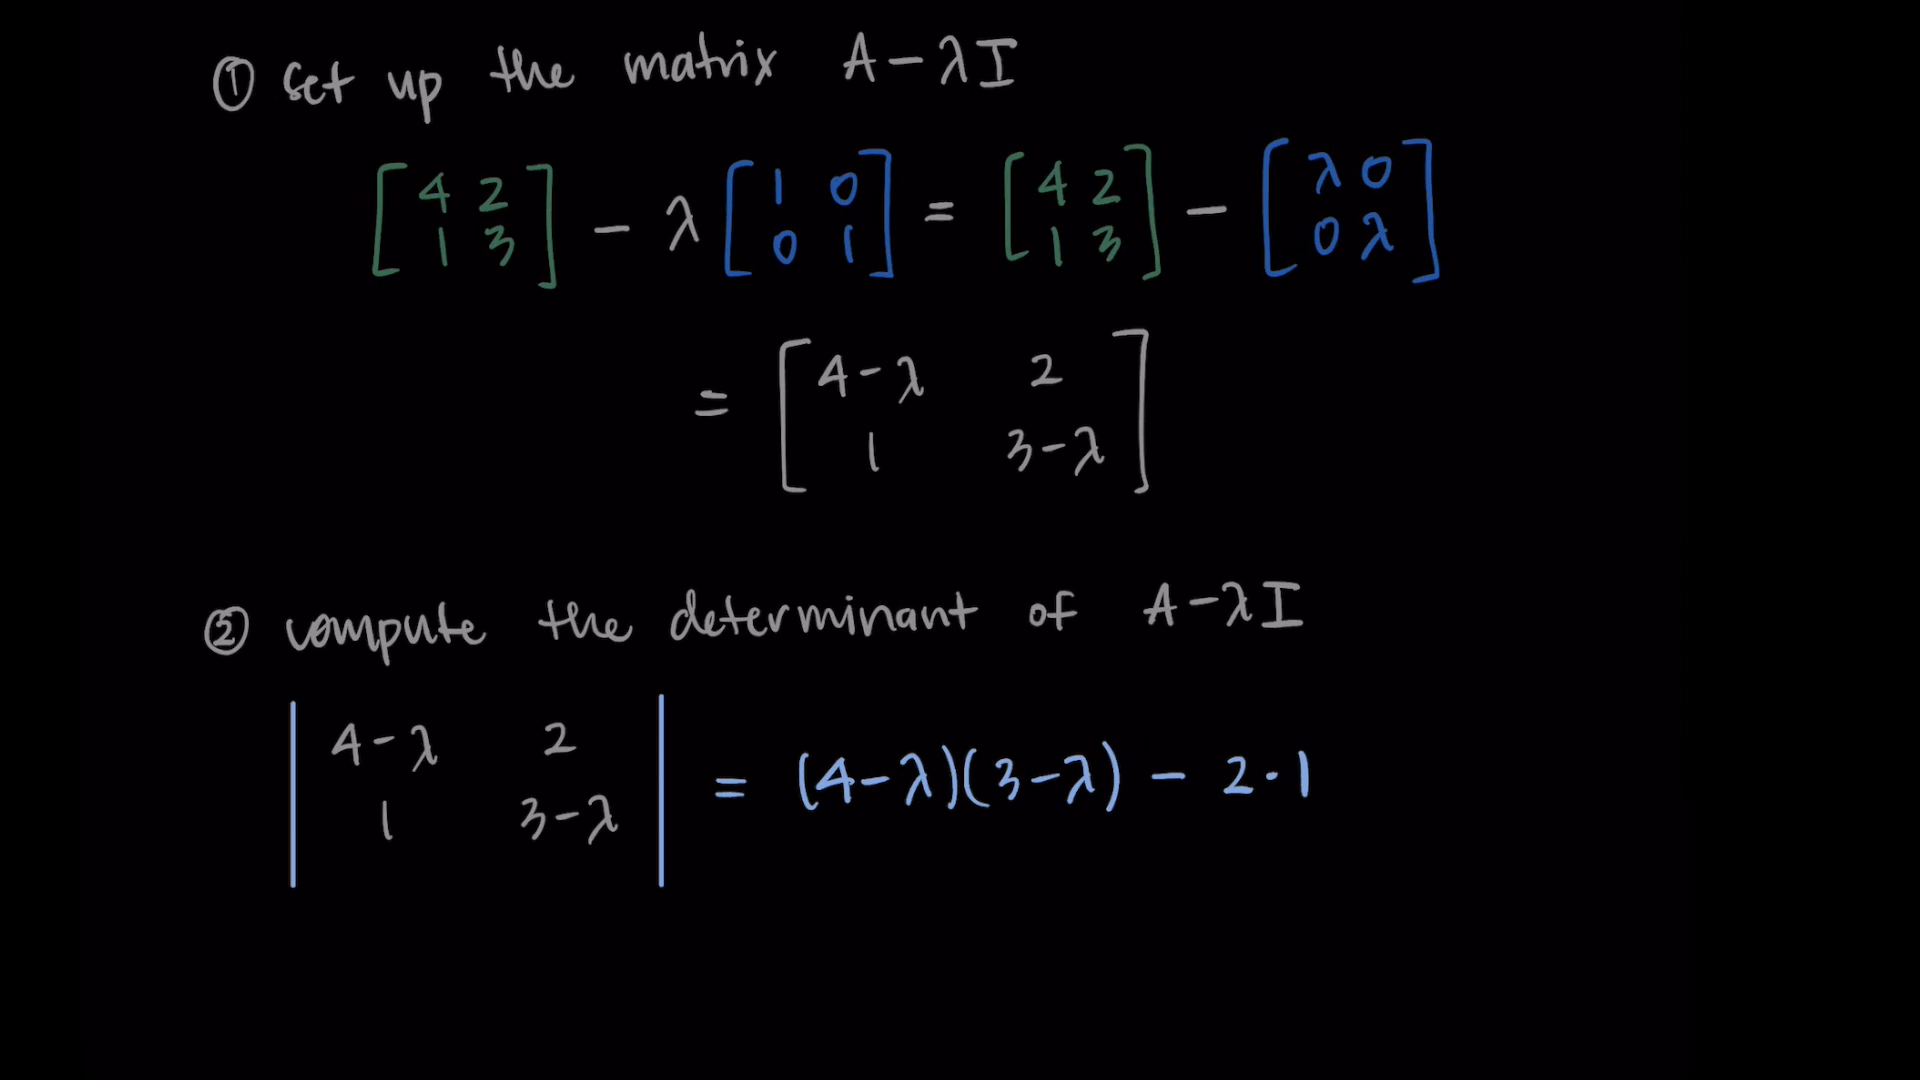 ① set up the matrix A - λI
[4 2; 1 3] - λ [1 0; 0 1] = [4 2; 1 3] - [λ 0; 0 λ]
= [4-λ 2; 1 3-λ]
② compute the determinant of A - λI
|4-λ 2; 1 3-λ| = (4-λ)(3-λ) - 2·1